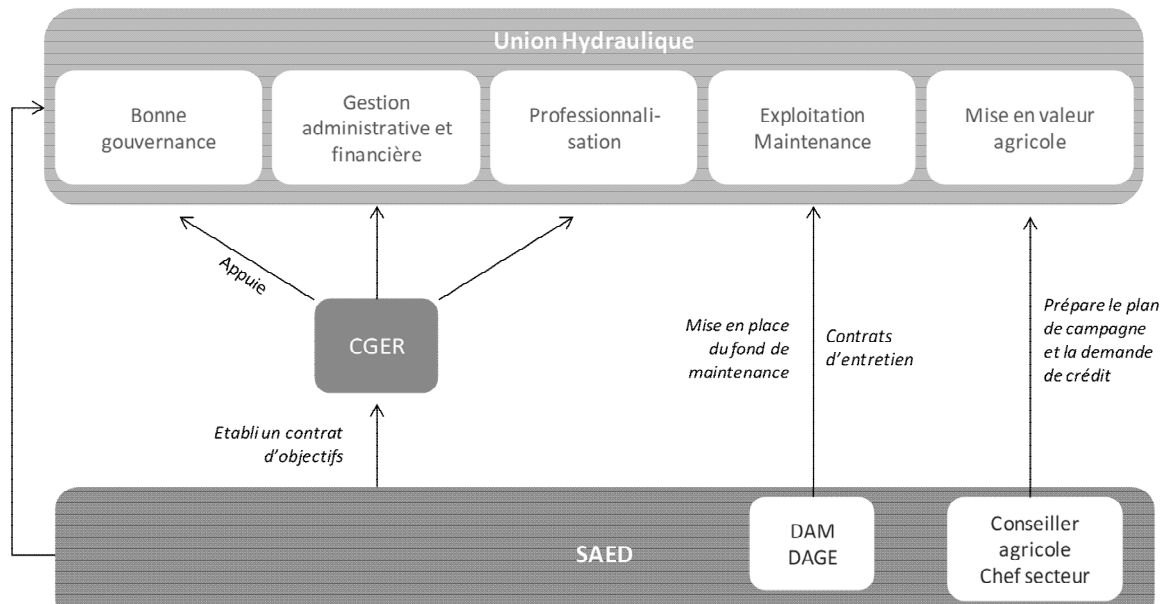 Union Hydraulique
Bonne
gouvernance
Gestion
administrative et
financière
Professionnali-
sation
Exploitation
Maintenance
Mise en valeur
agricole
Appuie
CGER
Mise en place
du fond de
maintenance
Contrats
d'entretien
Prépare le plan
de campagne
et la demande
de crédit
Etabli un contrat
d'objectifs
SAED
DAM
DAGE
Conseiller
agricole
Chef secteur